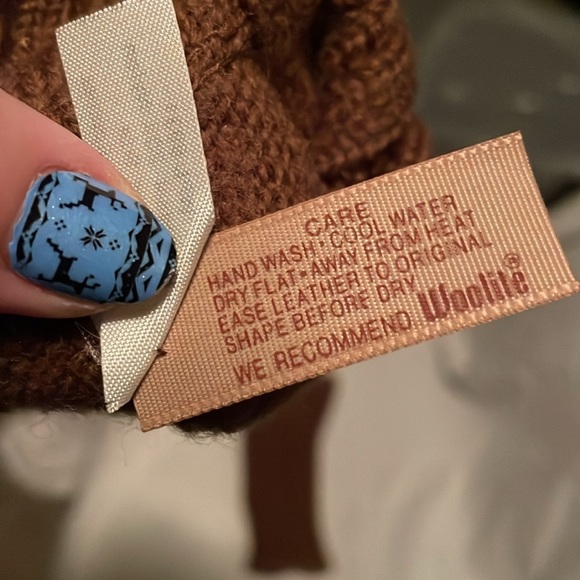 CARE
HAND WASH • COOL WATER
DRY FLAT • AWAY FROM HEAT
EASE LEATHER TO ORIGINAL
SHAPE BEFORE DRY
WE RECOMMEND Woolite®